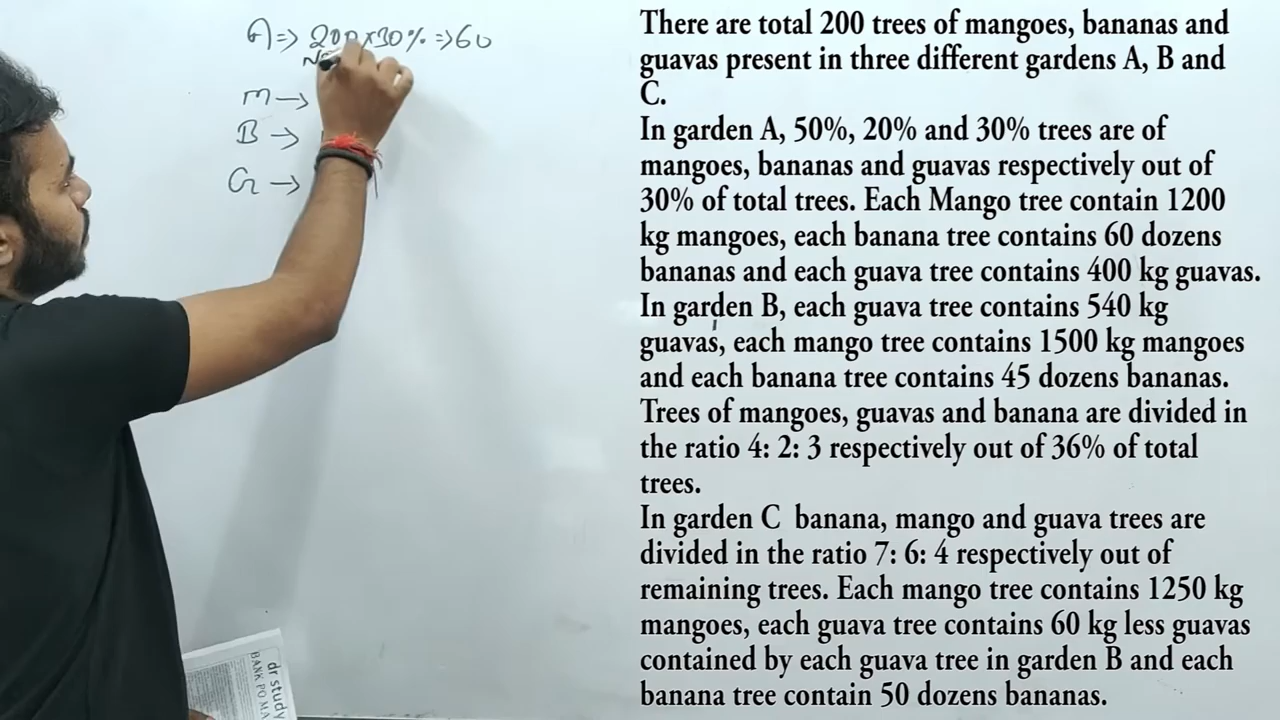 A) => 200 x 30% => 60
No
M →
B →
G →
dr study
BANK PO MA
There are total 200 trees of mangoes, bananas and
guavas present in three different gardens A, B and
C.
In garden A, 50%, 20% and 30% trees are of
mangoes, bananas and guavas respectively out of
30% of total trees. Each Mango tree contain 1200
kg mangoes, each banana tree contains 60 dozens
bananas and each guava tree contains 400 kg guavas.
In garden B, each guava tree contains 540 kg
guavas, each mango tree contains 1500 kg mangoes
and each banana tree contains 45 dozens bananas.
Trees of mangoes, guavas and banana are divided in
the ratio 4: 2: 3 respectively out of 36% of total
trees.
In garden C banana, mango and guava trees are
divided in the ratio 7: 6: 4 respectively out of
remaining trees. Each mango tree contains 1250 kg
mangoes, each guava tree contains 60 kg less guavas
contained by each guava tree in garden B and each
banana tree contain 50 dozens bananas.